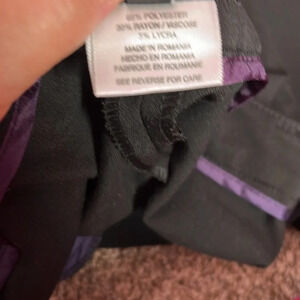 65% POLYESTER
30% RAYON / VISCOSE
5% LYCRA
MADE IN ROMANIA
HECHO EN ROMANIA
FABRIQUE EN ROUMANIE
SEE REVERSE FOR CARE